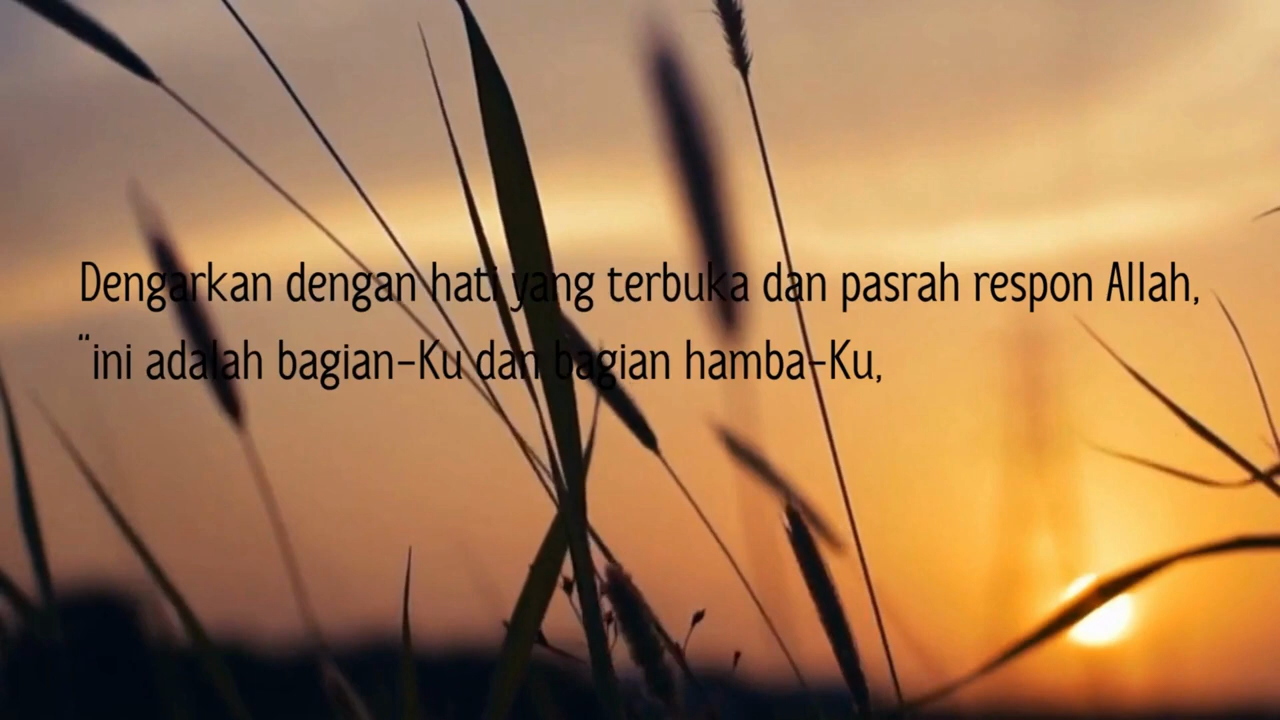 Dengarkan dengan hati yang terbuka dan pasrah respon Allah,
"ini adalah bagian-Ku dan bagian hamba-Ku,